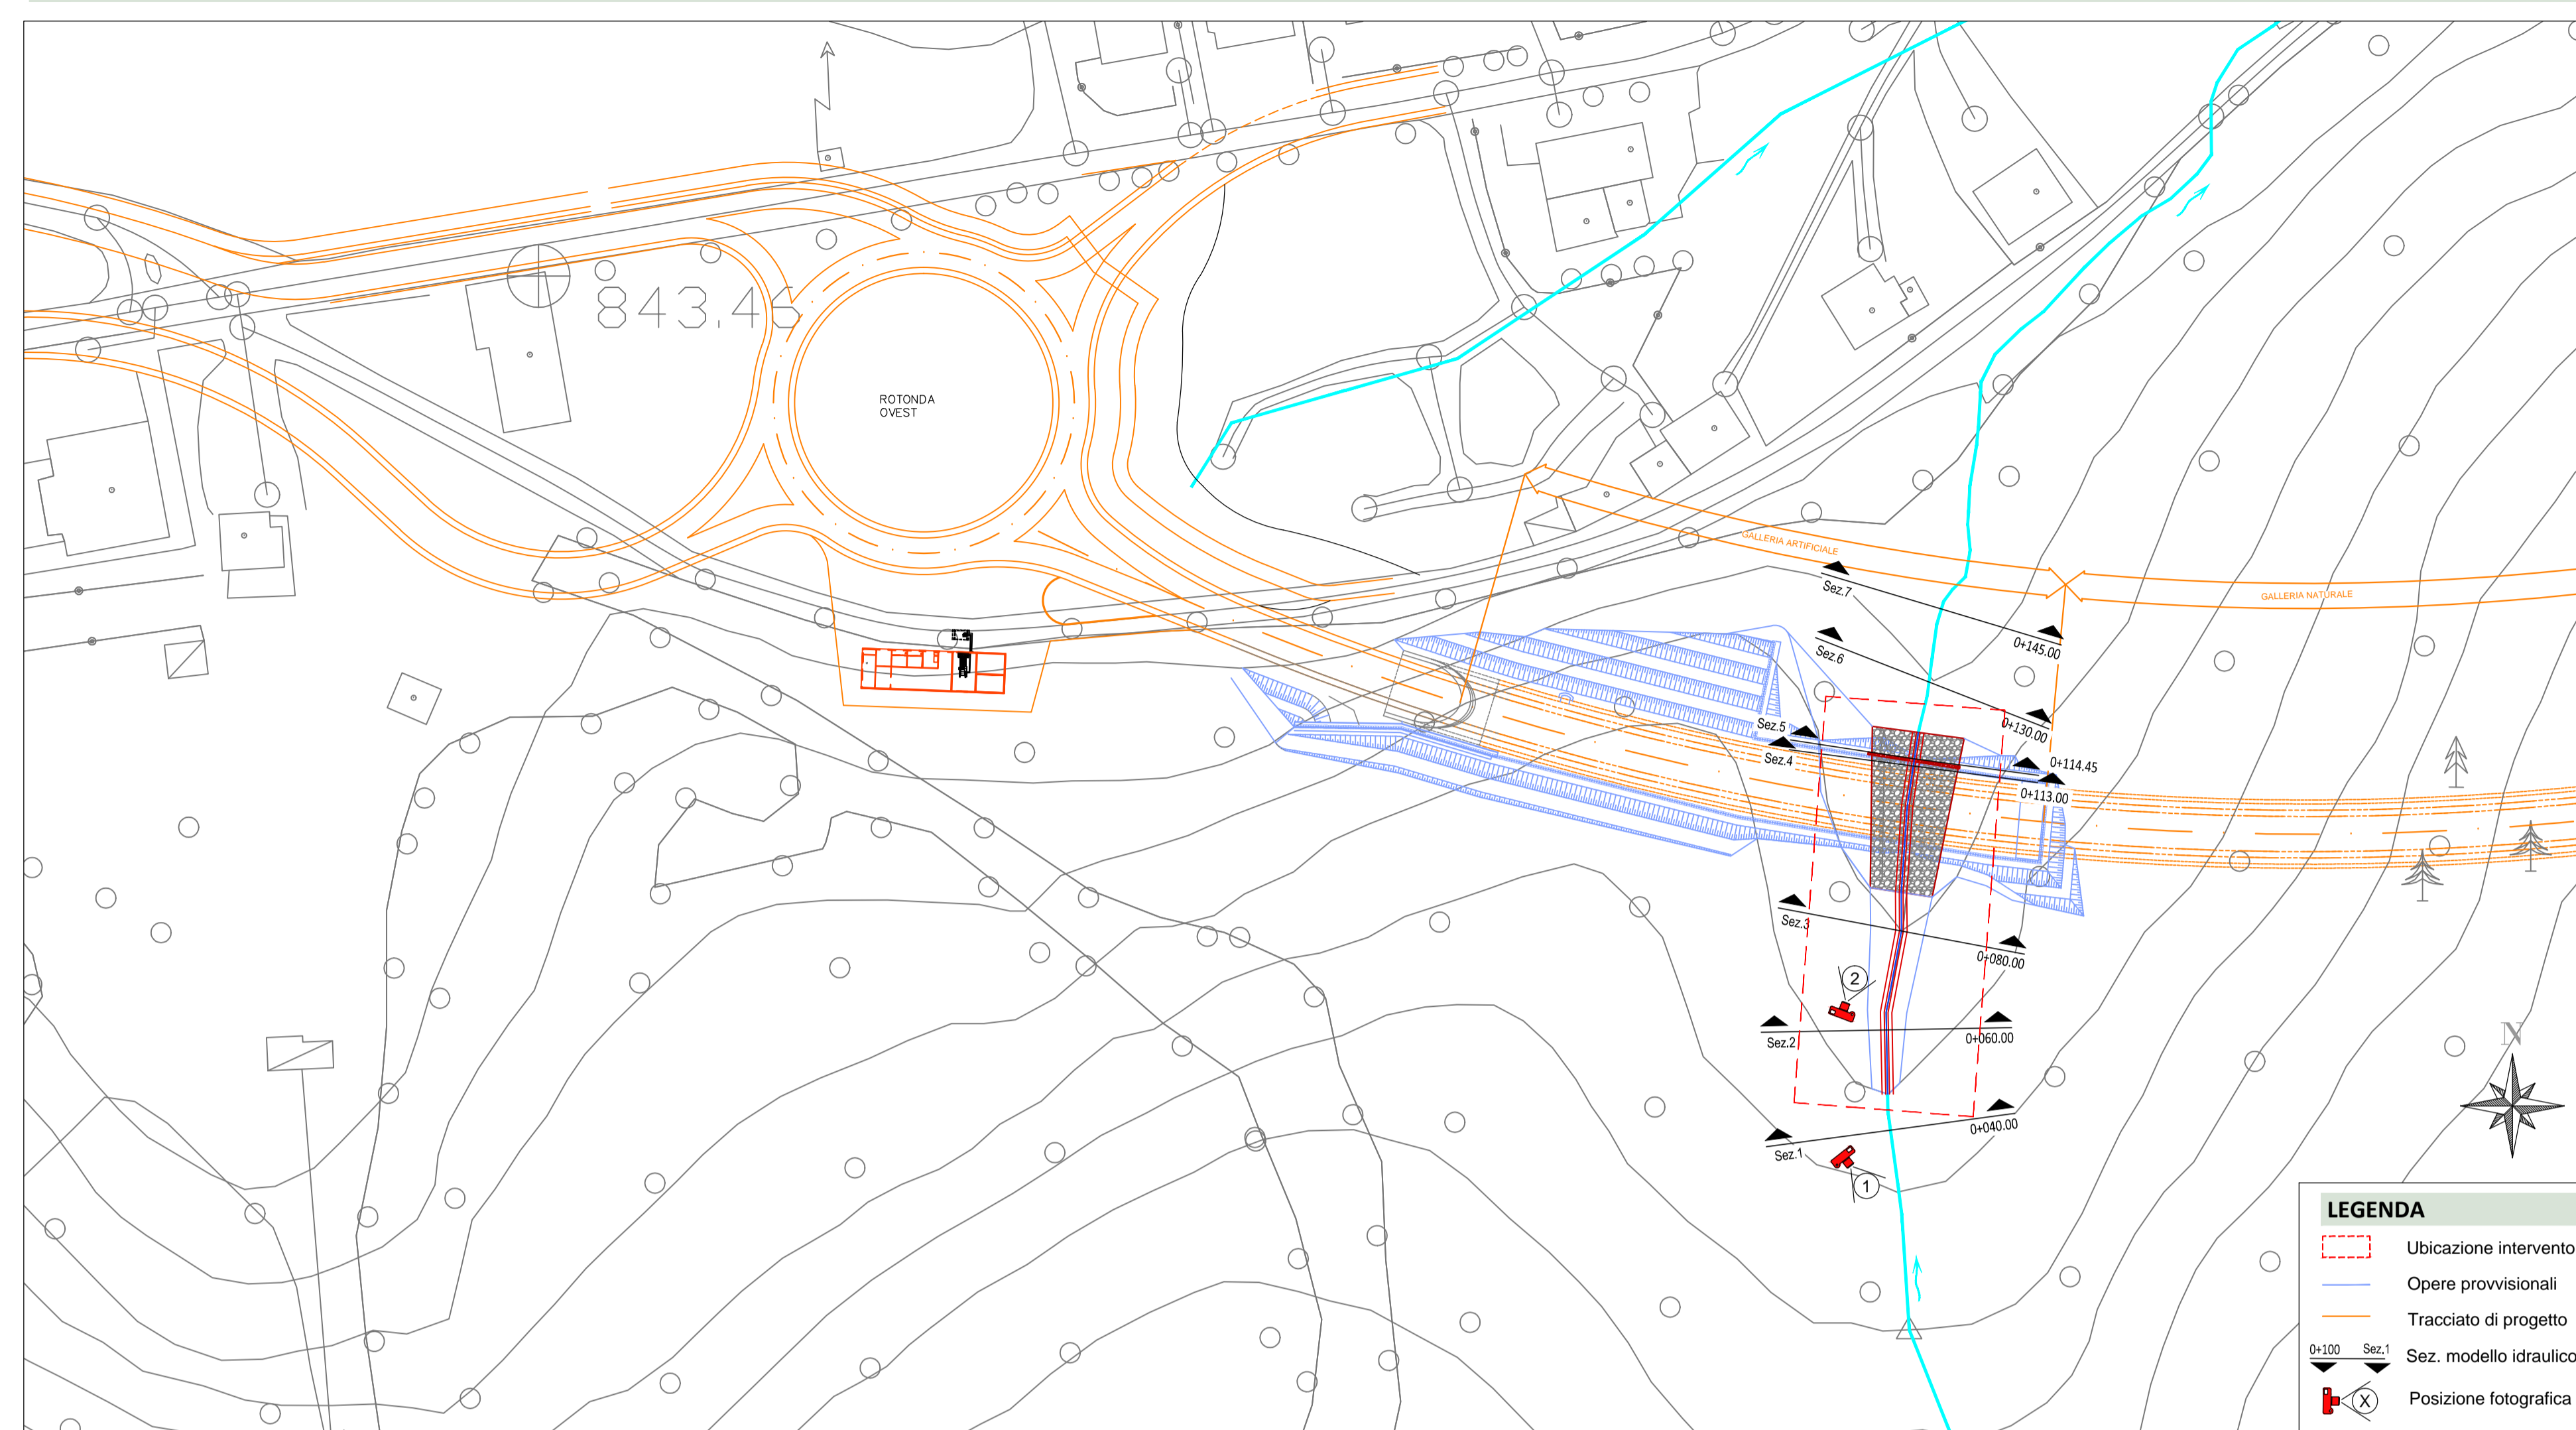 843.46
ROTONDA
OVEST
GALLERIA ARTIFICIALE
GALLERIA NATURALE
Sez.7
0+145.00
Sez.6
0+130.00
Sez.5
0+114.45
Sez.4
0+113.00
Sez.3
0+080.00
2
Sez.2
0+060.00
N
Sez.1
0+040.00
1
LEGENDA
Ubicazione intervento
Opere provvisionali
Tracciato di progetto
0+100 Sez.1
Sez. modello idraulico
X
Posizione fotografica